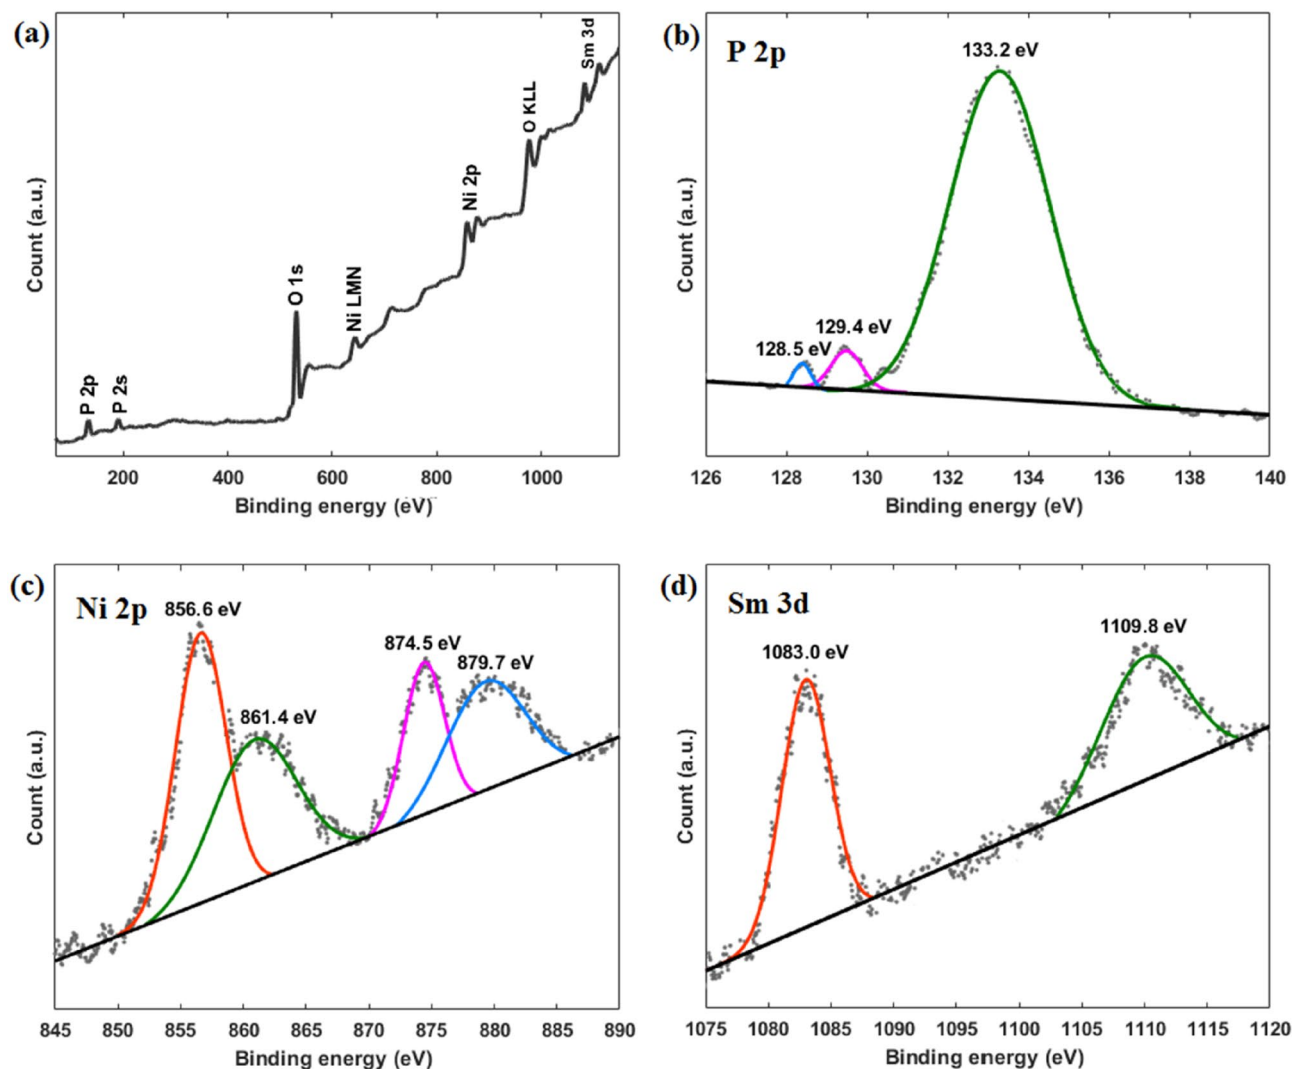 (a)
P 2p
P 2s
O 1s
Ni LMN
Ni 2p
O KLL
Sm 3d
Count (a.u.)
200 400 600 800 1000
Binding energy (eV)
(b)
P 2p
133.2 eV
129.4 eV
128.5 eV
Count (a.u.)
126 128 130 132 134 136 138 140
Binding energy (eV)
(c)
Ni 2p
856.6 eV
874.5 eV
879.7 eV
861.4 eV
Count (a.u.)
845 850 855 860 865 870 875 880 885 890
Binding energy (eV)
(d)
Sm 3d
1109.8 eV
1083.0 eV
Count (a.u.)
1075 1080 1085 1090 1095 1100 1105 1110 1115 1120
Binding energy (eV)